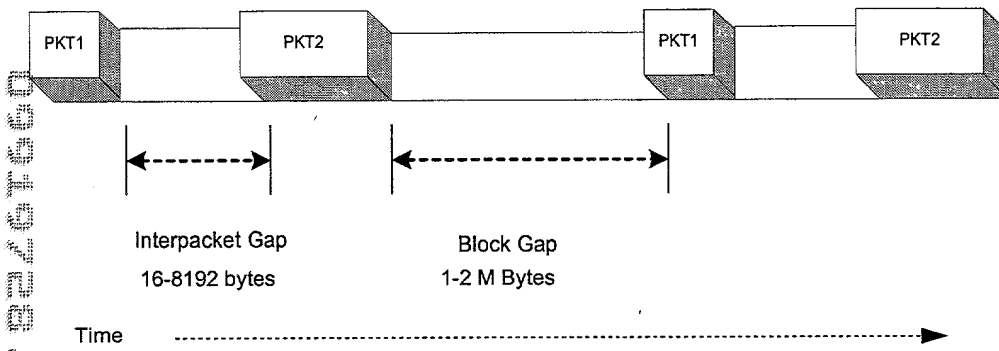 PKT1
PKT2
PKT1
PKT2
Interpacket Gap
16-8192 bytes
Block Gap
1-2 M Bytes
Time